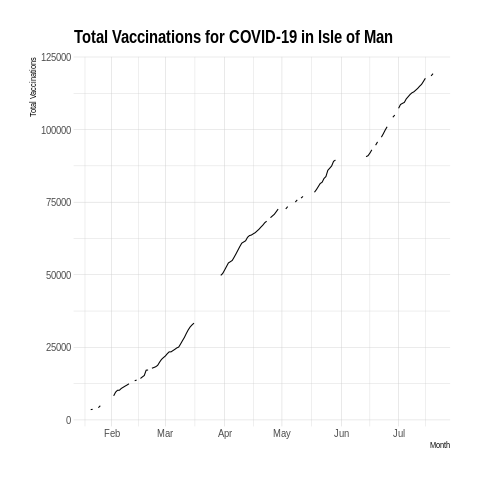 Total Vaccinations for COVID-19 in Isle of Man
Total Vaccinations
125000
100000
75000
50000
25000
0
Feb Mar Apr May Jun Jul
Month